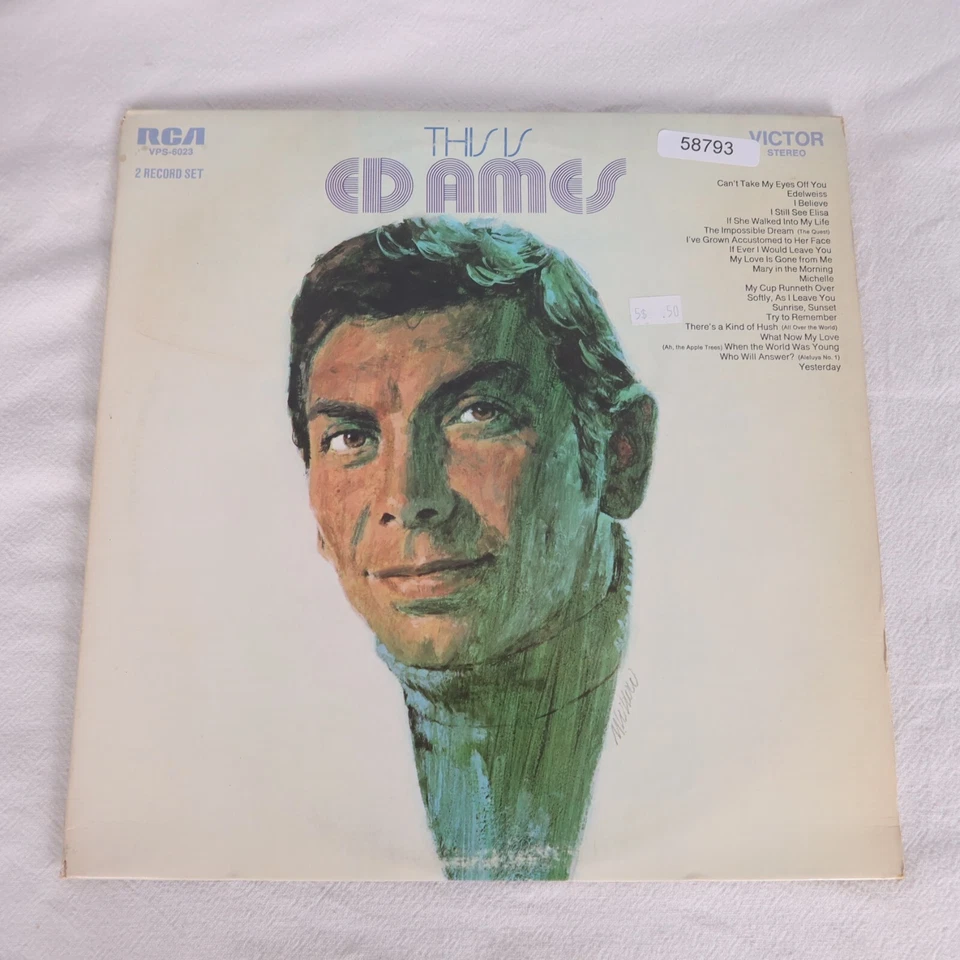 RCA
VPS-6023
2 RECORD SET
THIS IS
ED AMES
58793
VICTOR
STEREO
Can't Take My Eyes Off You
Edelweiss
I Believe
I Still See Elisa
If She Walked Into My Life
The Impossible Dream (The Quest)
I've Grown Accustomed to Her Face
If Ever I Would Leave You
My Love Is Gone from Me
Mary in the Morning
Michelle
My Cup Runneth Over
Softly, As I Leave You
Sunrise, Sunset
Try to Remember
There's a Kind of Hush (All Over the World)
What Now My Love
(Ah, the Apple Trees) When the World Was Young
Who Will Answer? (Aleluya No. 1)
Yesterday
.50